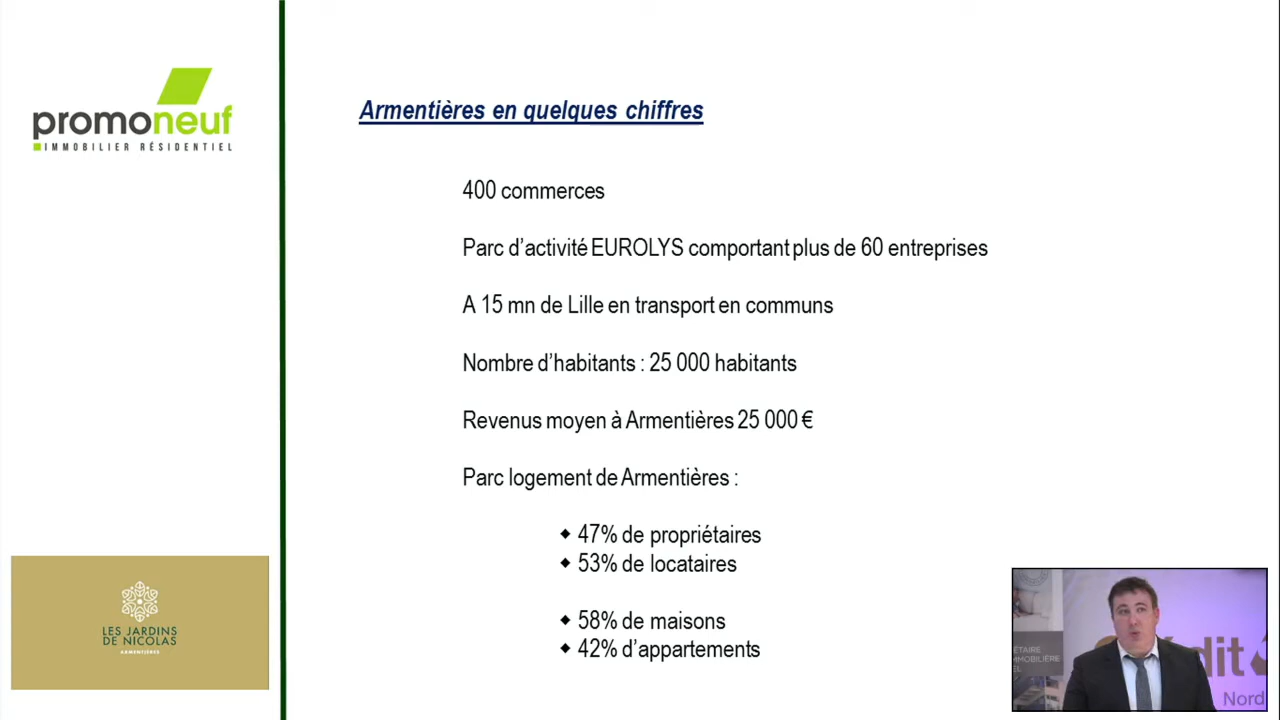 promoneuf
IMMOBILIER RÉSIDENTIEL
Armentières en quelques chiffres
400 commerces
Parc d’activité EUROLYS comportant plus de 60 entreprises
A 15 mn de Lille en transport en communs
Nombre d’habitants : 25 000 habitants
Revenus moyen à Armentières 25 000 €
Parc logement de Armentières :
◆ 47% de propriétaires
◆ 53% de locataires
◆ 58% de maisons
◆ 42% d’appartements
LES JARDINS
DE NICOLAS
ARMENTIÈRES
Nord